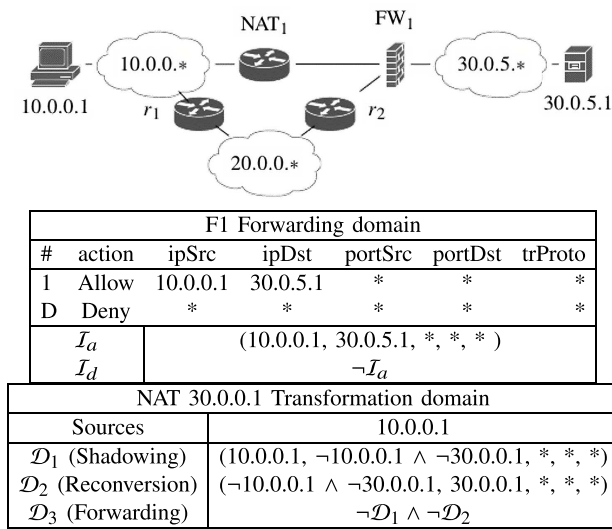 NAT₁ FW₁
10.0.0.* 30.0.5.*
10.0.0.1 r₁ r₂ 30.0.5.1
20.0.0.*
F1 Forwarding domain
# action ipSrc ipDst portSrc portDst trProto
1 Allow 10.0.0.1 30.0.5.1 * * *
D Deny * * * * *
ℐₐ (10.0.0.1, 30.0.5.1, *, *, * )
ℐ_d ¬ℐₐ
NAT 30.0.0.1 Transformation domain
Sources 10.0.0.1
𝒟₁ (Shadowing) (10.0.0.1, ¬10.0.0.1 ∧ ¬30.0.0.1, *, *, *)
𝒟₂ (Reconversion) (¬10.0.0.1 ∧ ¬30.0.0.1, 30.0.0.1, *, *, *)
𝒟₃ (Forwarding) ¬𝒟₁ ∧ ¬𝒟₂